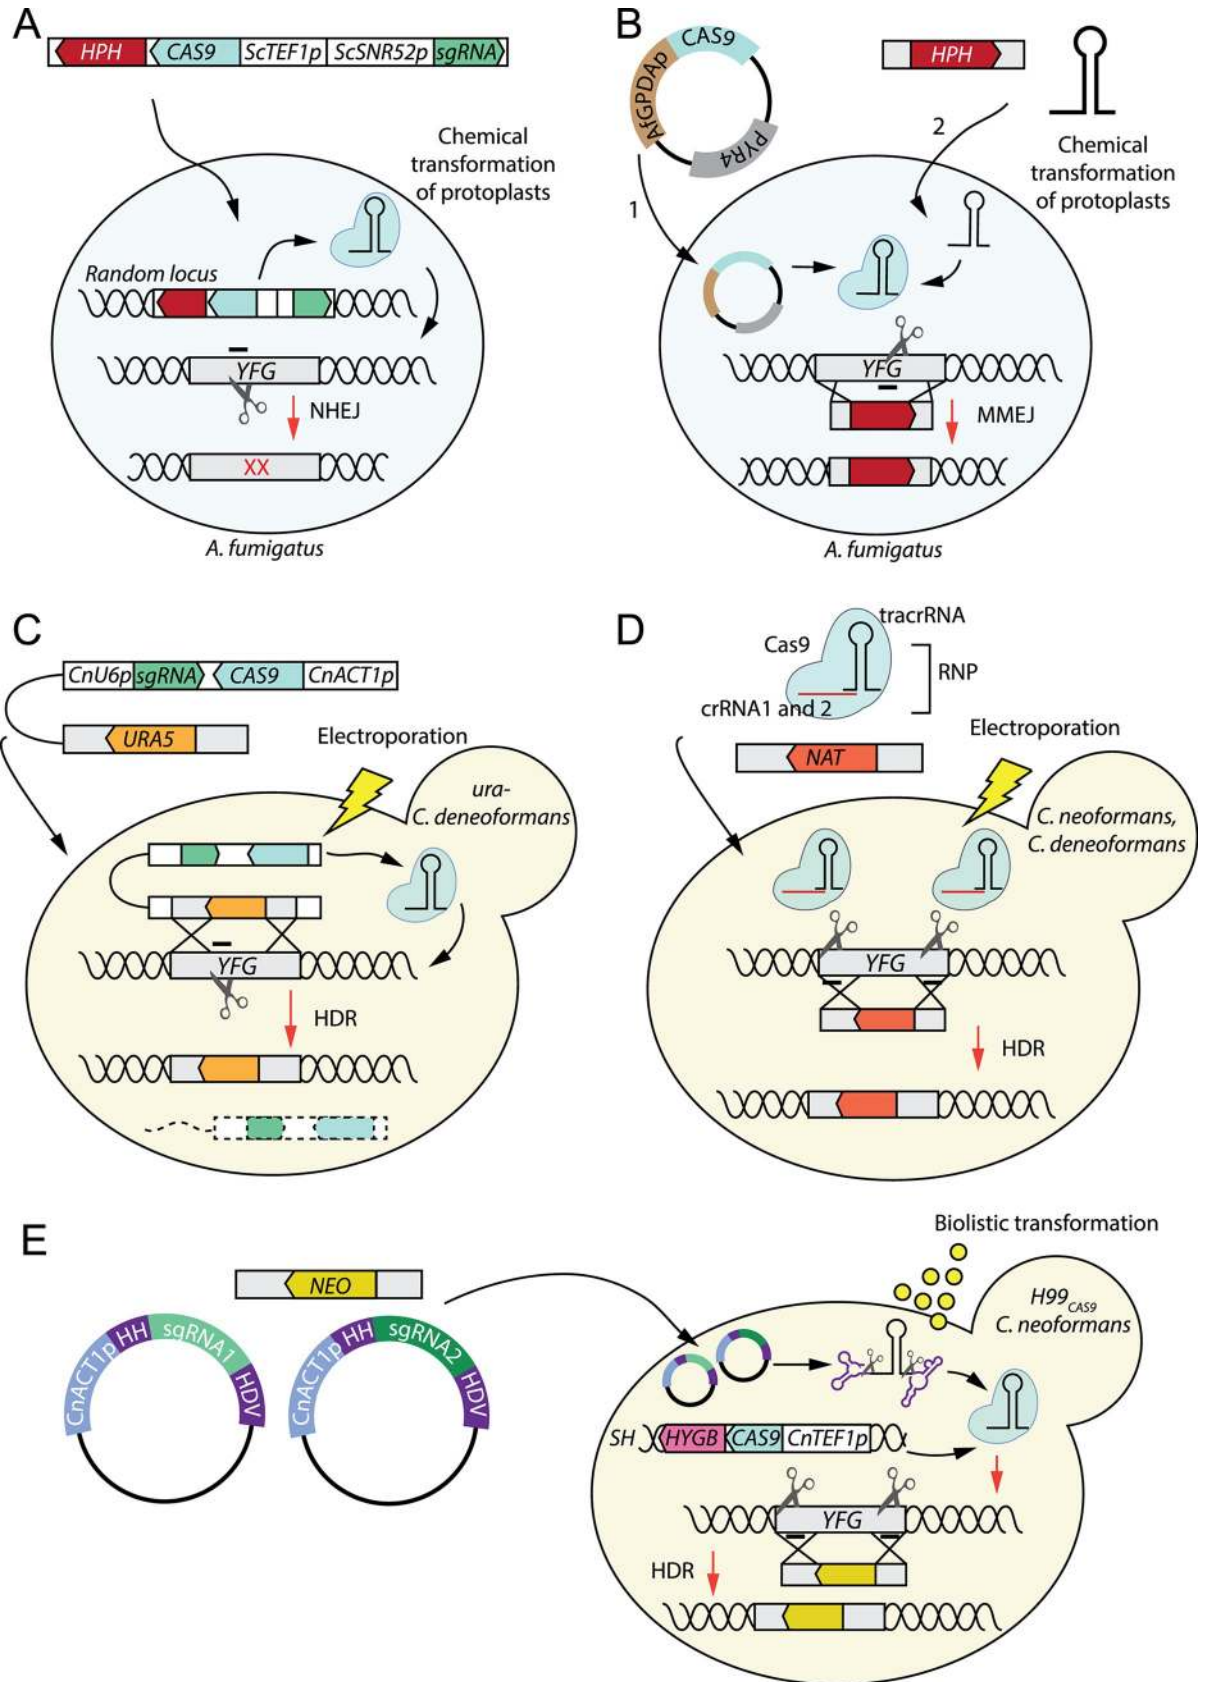 A
HPH CAS9 ScTEF1p ScSNR52p sgRNA
Chemical
transformation
of protoplasts
Random locus
YFG
NHEJ
XX
A. fumigatus
B
CAS9
AfGPDAp
PYR4
HPH
1
2
Chemical
transformation
of protoplasts
YFG
MMEJ
A. fumigatus
C
CnU6p sgRNA CAS9 CnACT1p
URA5
Electroporation
ura-
C. deneoformans
YFG
HDR
D
tracrRNA
Cas9
RNP
crRNA1 and 2
NAT
Electroporation
C. neoformans,
C. deneoformans
YFG
HDR
E
NEO
CnACT1p HH sgRNA1 HDV
CnACT1p HH sgRNA2 HDV
Biolistic transformation
H99CAS9
C. neoformans
SH HYGB CAS9 CnTEF1p
YFG
HDR